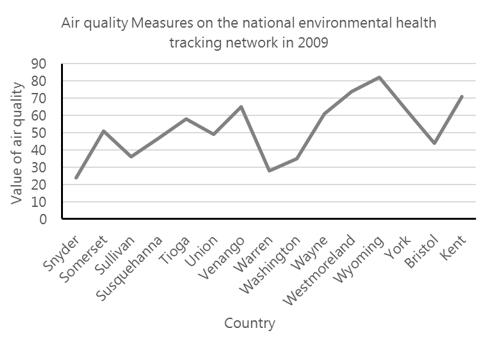 Air quality Measures on the national environmental health
tracking network in 2009
Value of air quality
90
80
70
60
50
40
30
20
10
0
Snyder
Somerset
Sullivan
Susquehanna
Tioga
Union
Venango
Warren
Washington
Wayne
Westmoreland
Wyoming
York
Bristol
Kent
Country